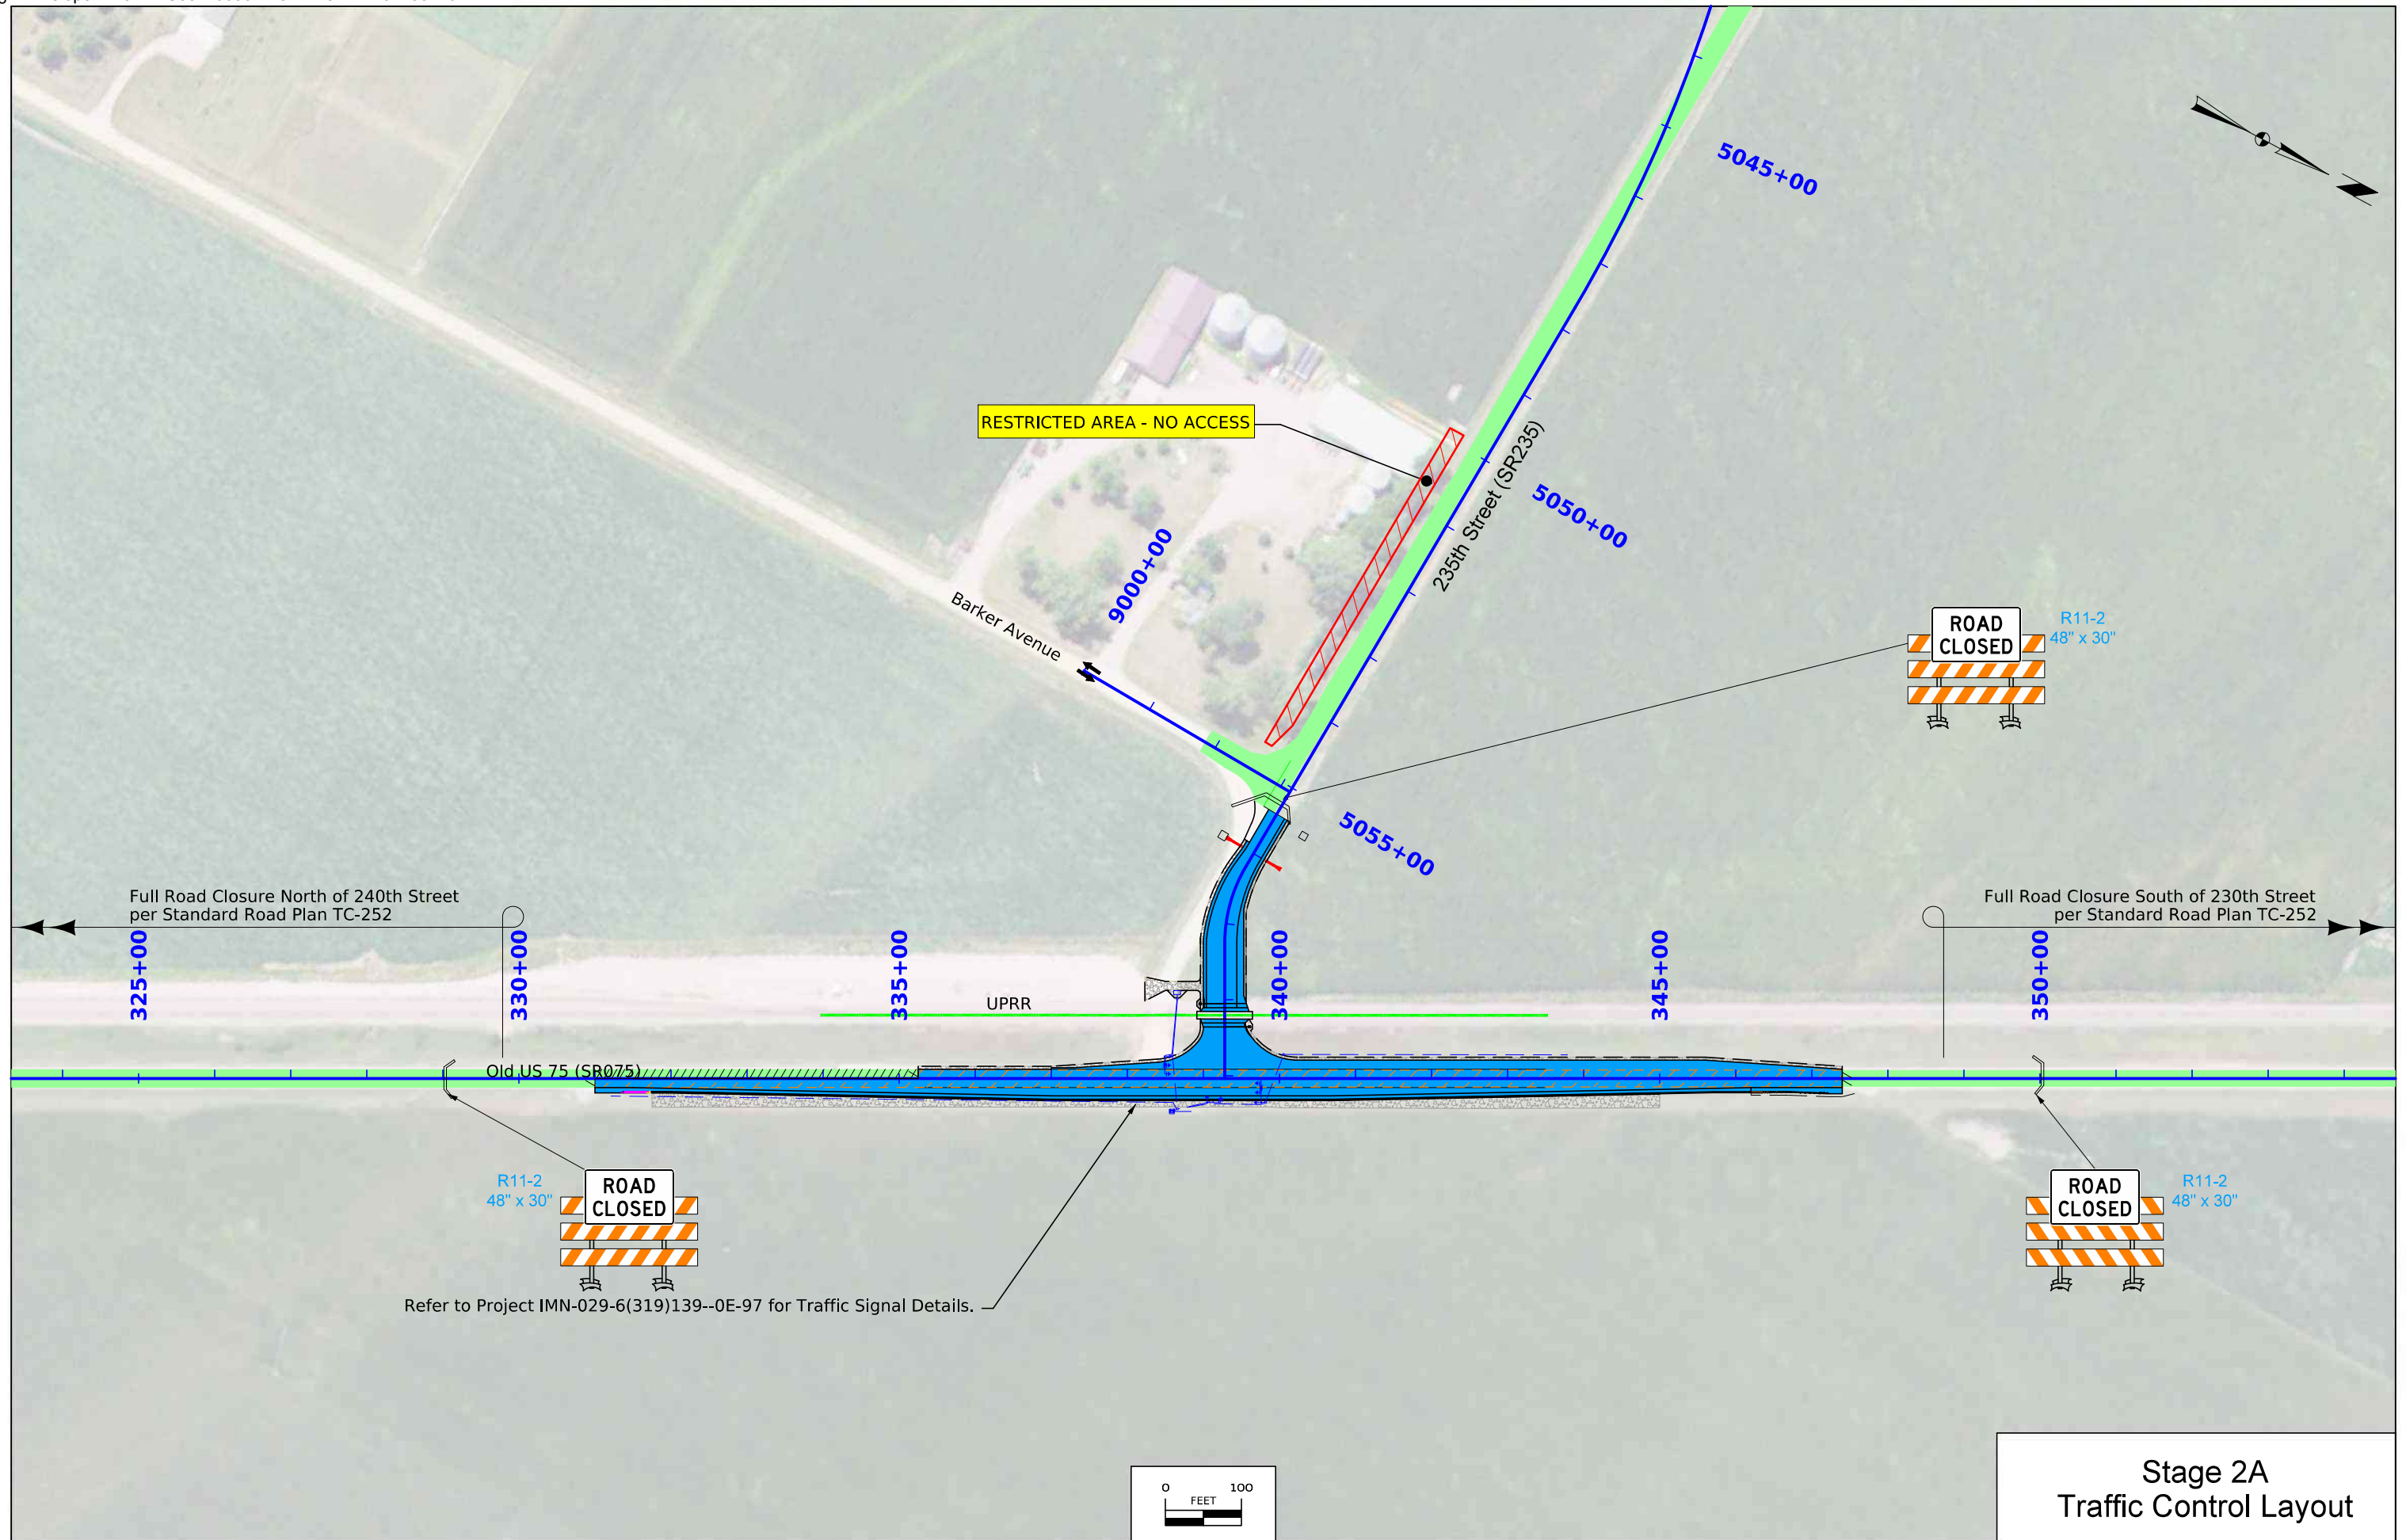 5045+00
RESTRICTED AREA - NO ACCESS
235th Street (SR235)
5050+00
9000+00
Barker Avenue
ROAD
CLOSED
R11-2
48" x 30"
5055+00
Full Road Closure North of 240th Street
per Standard Road Plan TC-252
Full Road Closure South of 230th Street
per Standard Road Plan TC-252
325+00
330+00
335+00
340+00
345+00
350+00
UPRR
Old US 75 (SR075)
R11-2
48" x 30"
ROAD
CLOSED
ROAD
CLOSED
R11-2
48" x 30"
Refer to Project IMN-029-6(319)139--0E-97 for Traffic Signal Details.
0 100
FEET
Stage 2A
Traffic Control Layout
N